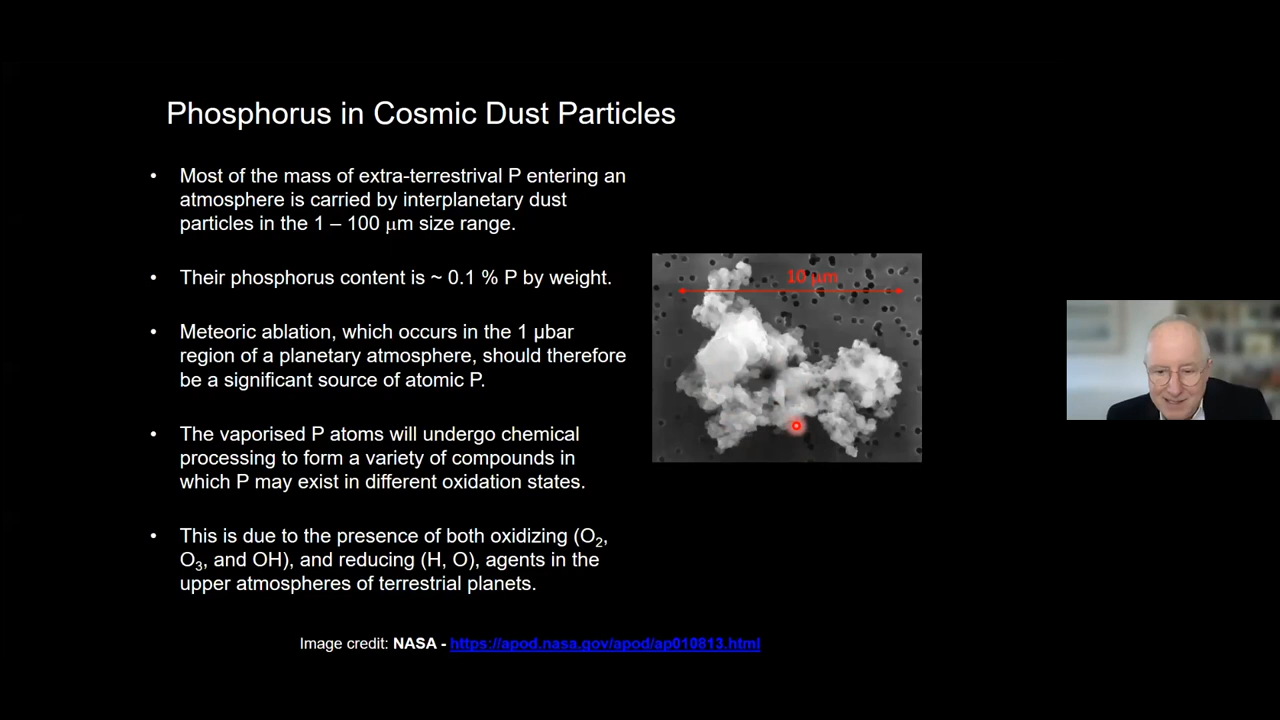 Phosphorus in Cosmic Dust Particles
• Most of the mass of extra-terrestrival P entering an
atmosphere is carried by interplanetary dust
particles in the 1 – 100 μm size range.
• Their phosphorus content is ~ 0.1 % P by weight.
• Meteoric ablation, which occurs in the 1 μbar
region of a planetary atmosphere, should therefore
be a significant source of atomic P.
• The vaporised P atoms will undergo chemical
processing to form a variety of compounds in
which P may exist in different oxidation states.
• This is due to the presence of both oxidizing (O₂,
O₃, and OH), and reducing (H, O), agents in the
upper atmospheres of terrestrial planets.
10 μm
Image credit: NASA - https://apod.nasa.gov/apod/ap010813.html